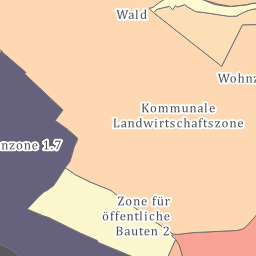 Wald
Wohnz
Kommunale
Landwirtschaftszone
nzone 1.7
Zone für
öffentliche
Bauten 2